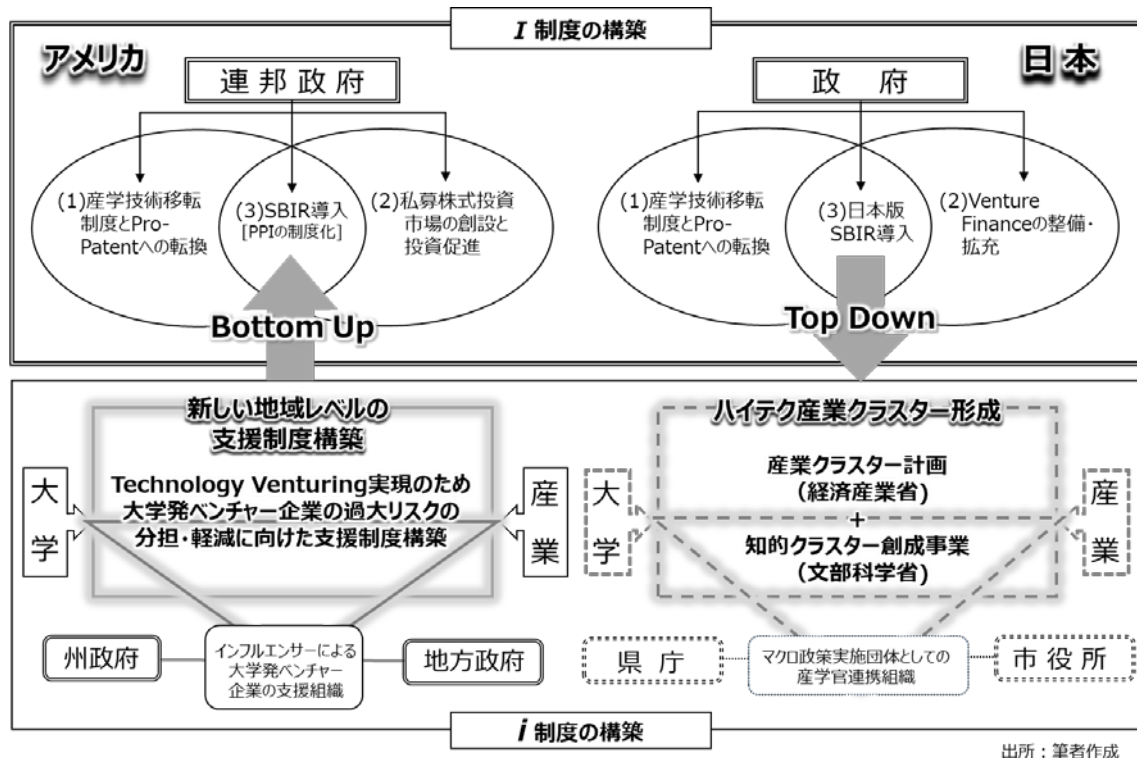 I 制度の構築
アメリカ
連邦政府
(1)産学技術移転
制度とPro-
Patentへの転換
(3)SBIR導入
[PPIの制度化]
(2)私募株式投資
市場の創設と
投資促進
Bottom Up
日本
政 府
(1)産学技術移転
制度とPro-
Patentへの転換
(3)日本版
SBIR導入
(2)Venture
Financeの整備・
拡充
Top Down
新しい地域レベルの
支援制度構築
大学
Technology Venturing実現のため
大学発ベンチャー企業の過大リスクの
分担・軽減に向けた支援制度構築
産業
州政府
インフルエンサーによる
大学発ベンチャー
企業の支援組織
地方政府
ハイテク産業クラスター形成
大学
産業クラスター計画
(経済産業省)
+
知的クラスター創成事業
(文部科学省)
産業
県庁
マクロ政策実施団体としての
産学官連携組織
市役所
i 制度の構築
出所：筆者作成